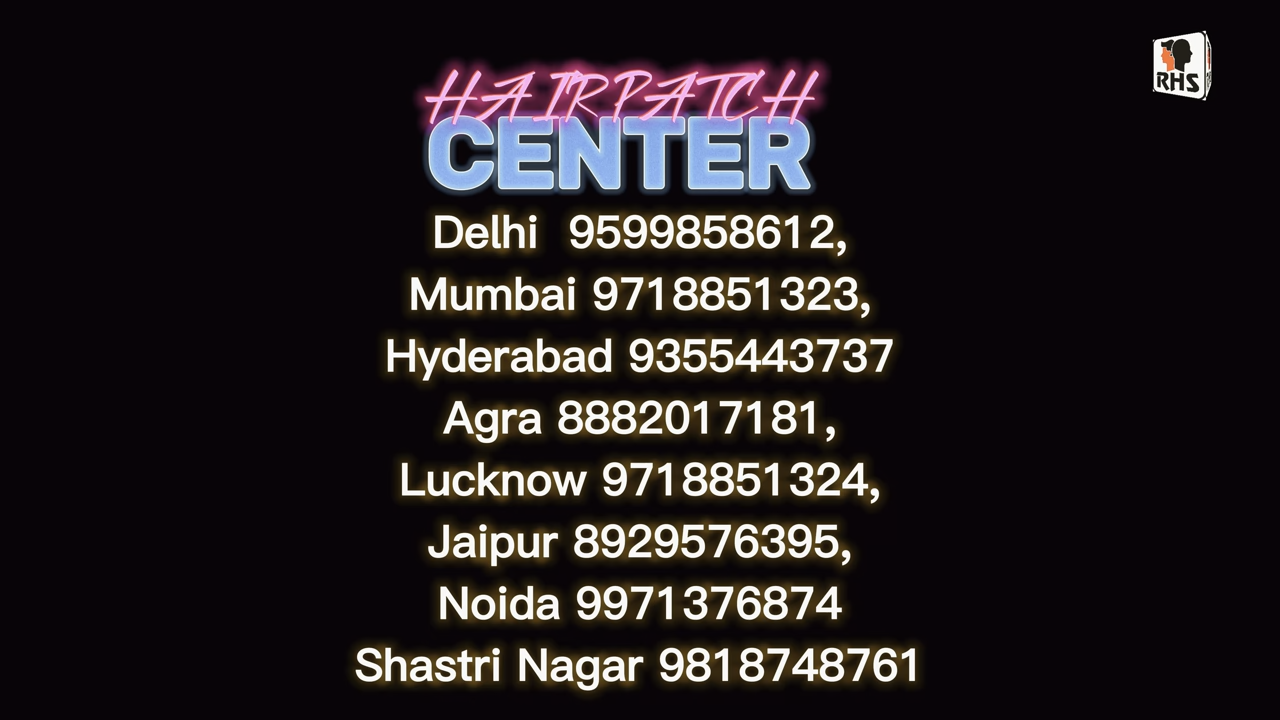 RHS
HAIRPATCH
CENTER
Delhi 9599858612,
Mumbai 9718851323,
Hyderabad 9355443737
Agra 8882017181,
Lucknow 9718851324,
Jaipur 8929576395,
Noida 9971376874
Shastri Nagar 9818748761